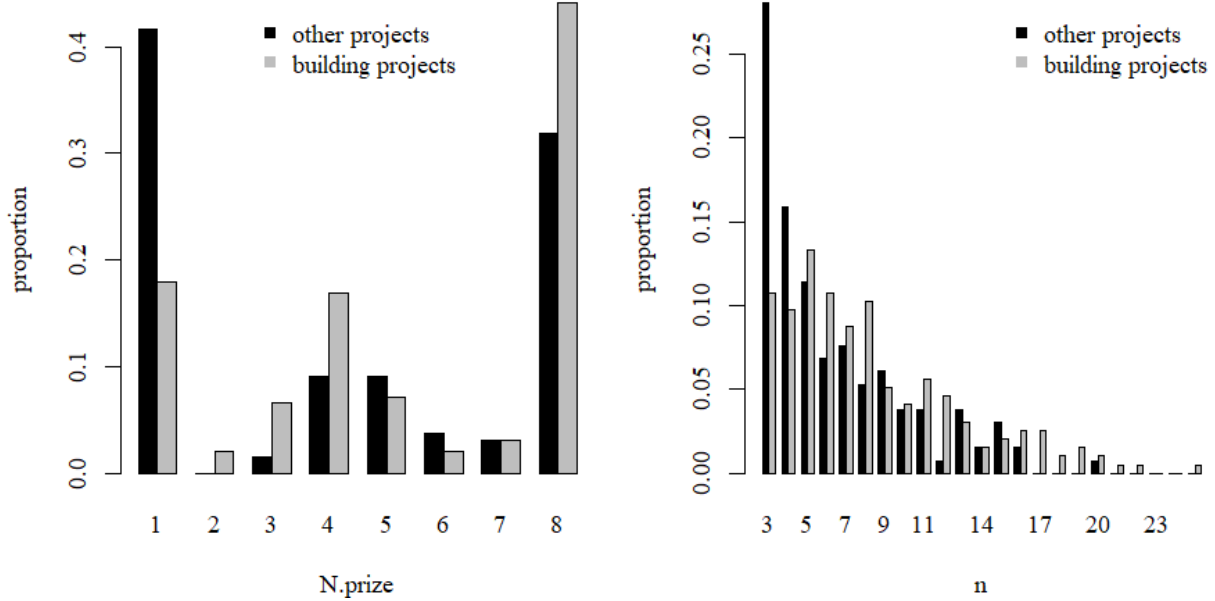 other projects
building projects
proportion
0.0
0.1
0.2
0.3
0.4
1 2 3 4 5 6 7 8
N.prize
other projects
building projects
proportion
0.00
0.05
0.10
0.15
0.20
0.25
3 5 7 9 11 14 17 20 23
n